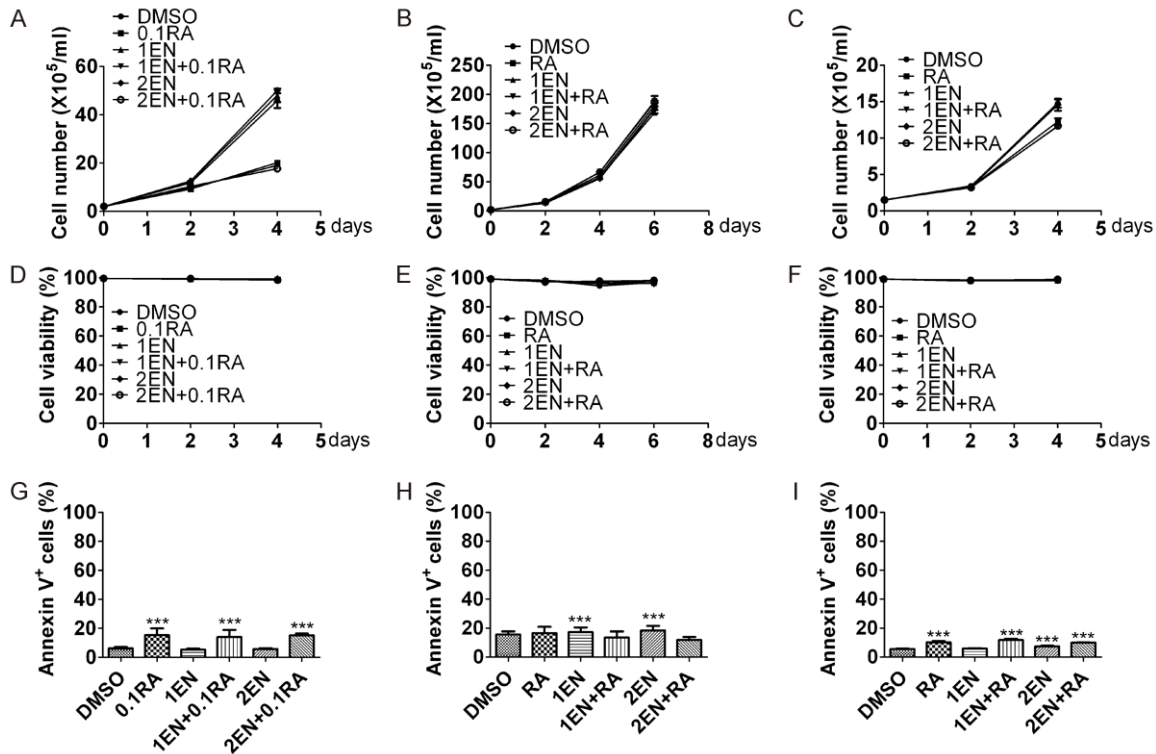 A
Cell number (X10⁵/ml)
60
40
20
0
0 1 2 3 4 5 days
DMSO
0.1RA
1EN
1EN+0.1RA
2EN
2EN+0.1RA
B
Cell number (X10⁵/ml)
250
200
150
100
50
0
0 2 4 6 8 days
DMSO
RA
1EN
1EN+RA
2EN
2EN+RA
C
Cell number (X10⁵/ml)
20
15
10
5
0
0 1 2 3 4 5 days
DMSO
RA
1EN
1EN+RA
2EN
2EN+RA
D
Cell viability (%)
100
80
60
40
20
0
0 1 2 3 4 5 days
DMSO
0.1RA
1EN
1EN+0.1RA
2EN
2EN+0.1RA
E
Cell viability (%)
100
80
60
40
20
0
0 2 4 6 8 days
DMSO
RA
1EN
1EN+RA
2EN
2EN+RA
F
Cell viability (%)
100
80
60
40
20
0
0 1 2 3 4 5 days
DMSO
RA
1EN
1EN+RA
2EN
2EN+RA
G
Annexin V⁺ cells (%)
100
80
60
40
20
0
*** *** ***
DMSO
0.1RA
1EN
1EN+0.1RA
2EN
2EN+0.1RA
H
Annexin V⁺ cells (%)
100
80
60
40
20
0
*** ***
DMSO
RA
1EN
1EN+RA
2EN
2EN+RA
I
Annexin V⁺ cells (%)
100
80
60
40
20
0
*** *** *** ***
DMSO
RA
1EN
1EN+RA
2EN
2EN+RA